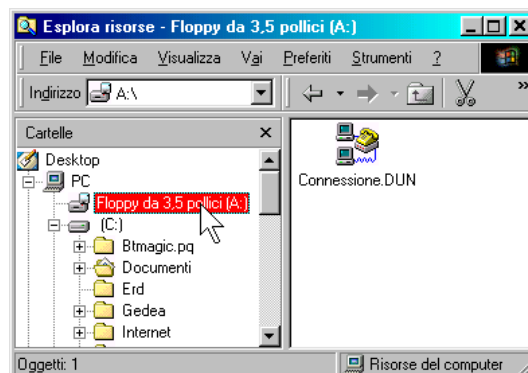 Esplora risorse - Floppy da 3,5 pollici (A:)
File Modifica Visualizza Vai Preferiti Strumenti ?
Indirizzo A:\ »
Cartelle
Desktop
PC
Floppy da 3,5 pollici (A:)
(C:)
Btmagic.pq
Documenti
Erd
Gedea
Internet
Connessione.DUN
Oggetti: 1
Risorse del computer